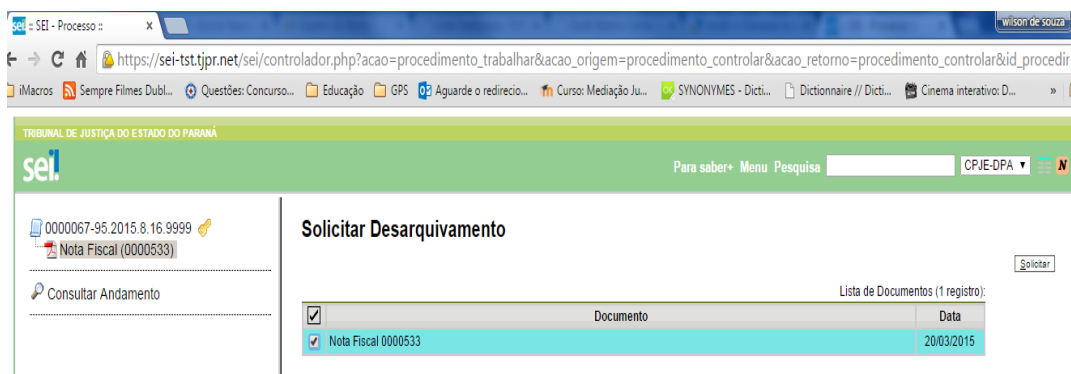 sei :: SEI - Processo ::
x
wilson de souza
https://sei-tst.tjpr.net/sei/controlador.php?acao=procedimento_trabalhar&acao_origem=procedimento_controlar&acao_retorno=procedimento_controlar&id_procedir
iMacros Sempre Filmes Dubl... Questões: Concurso... Educação GPS Aguarde o redirecio... Curso: Mediação Ju... SYNONYMES - Dicti... Dictionnaire // Dicti... Cinema interativo: D... »
TRIBUNAL DE JUSTIÇA DO ESTADO DO PARANÁ
sei!
Para saber+ Menu Pesquisa CPJE-DPA N
0000067-95.2015.8.16.9999
Nota Fiscal (0000533)
Consultar Andamento
Solicitar Desarquivamento
Solicitar
Lista de Documentos (1 registro):
Documento Data
Nota Fiscal 0000533 20/03/2015